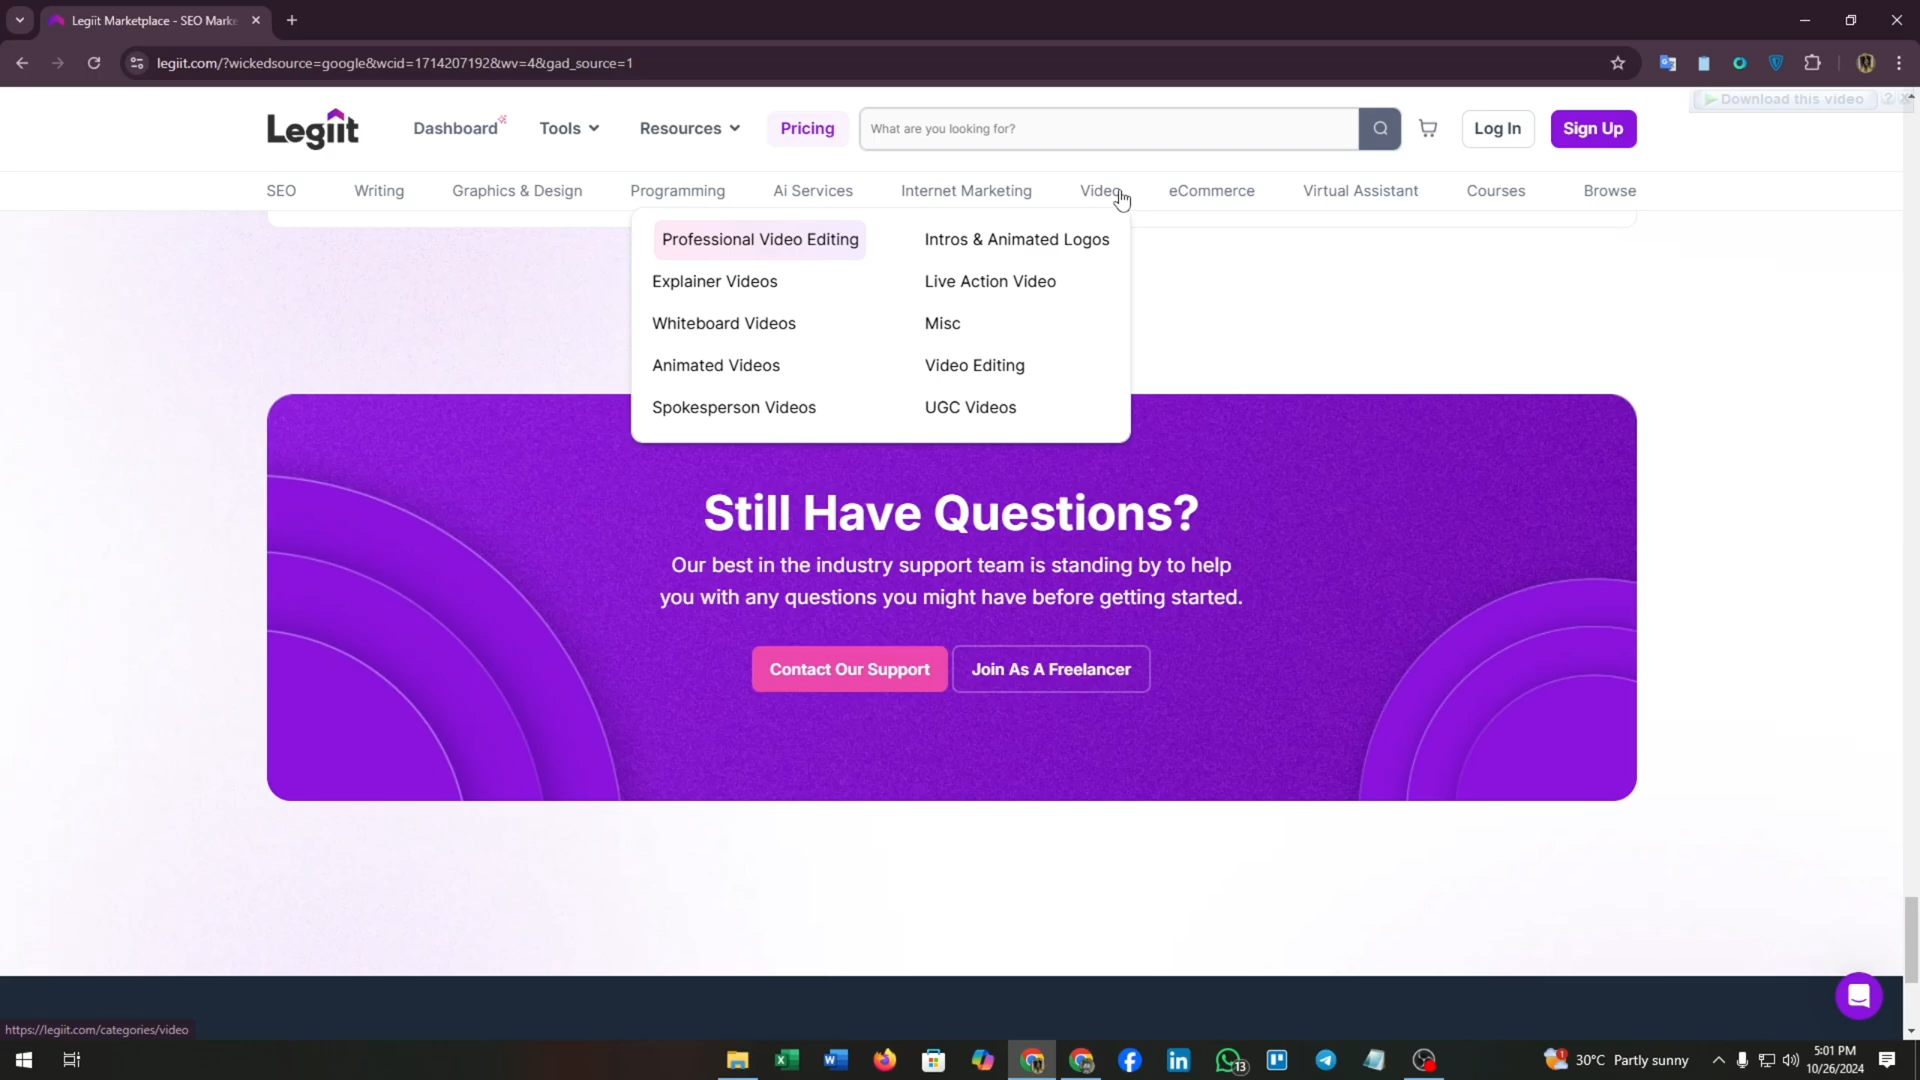 Legiit Marketplace - SEO Marke
legiit.com/?wickedsource=google&wcid=1714207192&wv=4&gad_source=1
Download this video ?
Legiit Dashboard Tools Resources Pricing What are you looking for? Log In Sign Up
SEO Writing Graphics & Design Programming Ai Services Internet Marketing Video eCommerce Virtual Assistant Courses Browse
Professional Video Editing Intros & Animated Logos
Explainer Videos Live Action Video
Whiteboard Videos Misc
Animated Videos Video Editing
Spokesperson Videos UGC Videos
Still Have Questions?
Our best in the industry support team is standing by to help
you with any questions you might have before getting started.
Contact Our Support Join As A Freelancer
https://legiit.com/categories/video
13 1 30°C Partly sunny 5:01 PM
10/26/2024